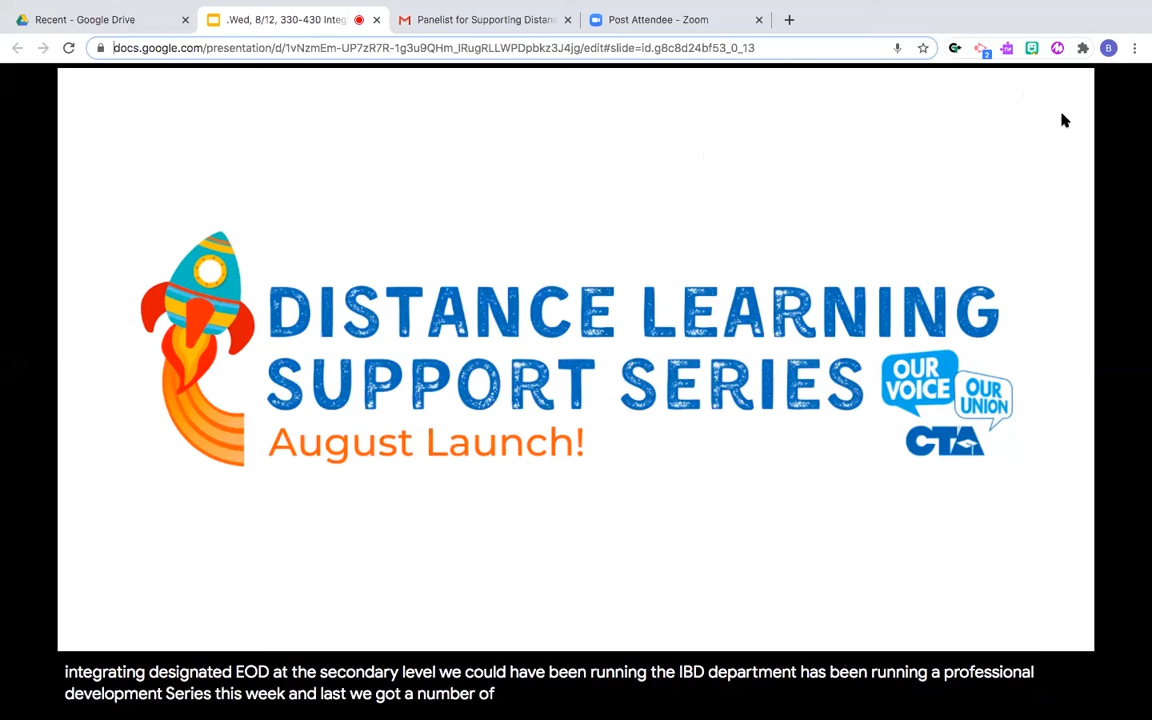 Recent - Google Drive
.Wed, 8/12, 330-430 Integ
Panelist for Supporting Distanc
Post Attendee - Zoom
docs.google.com/presentation/d/1vNzmEm-UP7zR7R-1g3u9QHm_lRugRLLWPDpbkz3J4jg/edit#slide=id.g8c8d24bf53_0_13
2
B
DISTANCE LEARNING
SUPPORT SERIES
OUR
VOICE
OUR
UNION
CTA
August Launch!
integrating designated EOD at the secondary level we could have been running the IBD department has been running a professional
development Series this week and last we got a number of